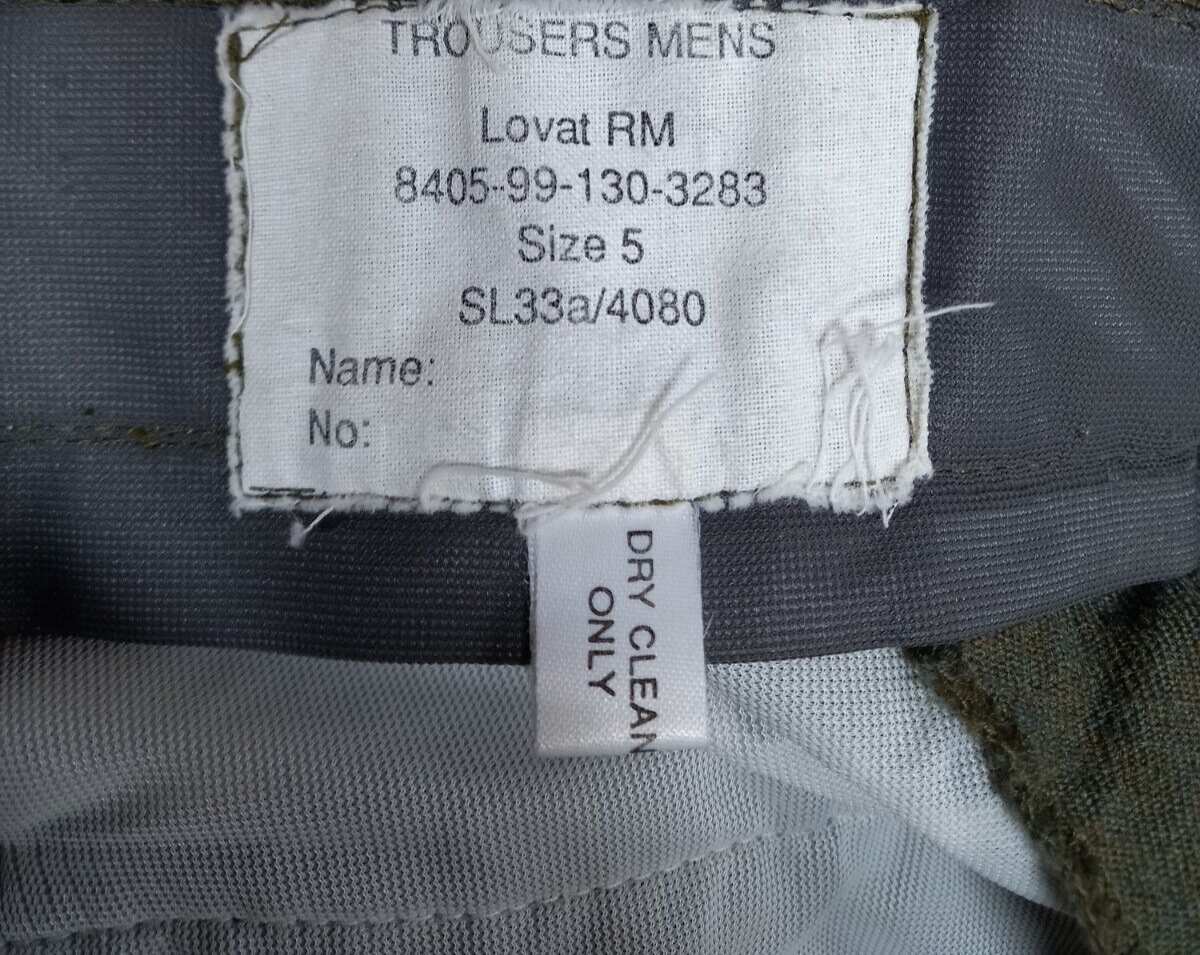 TROUSERS MENS
Lovat RM
8405-99-130-3283
Size 5
SL33a/4080
Name:
No:
DRY CLEAN
ONLY